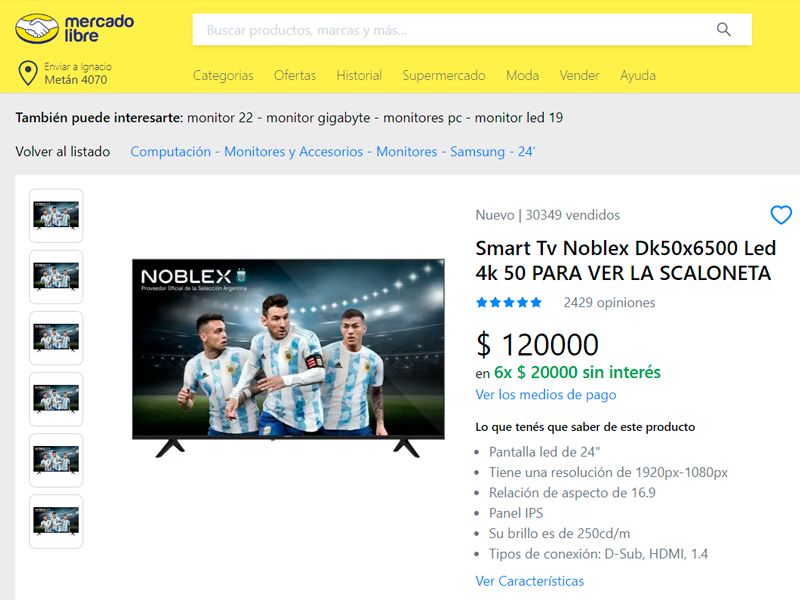 mercado
libre
Buscar productos, marcas y más...
Enviar a Ignacio
Metán 4070
Categorias Ofertas Historial Supermercado Moda Vender Ayuda
También puede interesarte: monitor 22 - monitor gigabyte - monitores pc - monitor led 19
Volver al listado Computación - Monitores y Accesorios - Monitores - Samsung - 24'
NOBLEX
Proveedor Oficial de la Selección Argentina
Nuevo | 30349 vendidos
Smart Tv Noblex Dk50x6500 Led
4k 50 PARA VER LA SCALONETA
2429 opiniones
$ 120000
en 6x $ 20000 sin interés
Ver los medios de pago
Lo que tenés que saber de este producto
Pantalla led de 24"
Tiene una resolución de 1920px-1080px
Relación de aspecto de 16.9
Panel IPS
Su brillo es de 250cd/m
Tipos de conexión: D-Sub, HDMI, 1.4
Ver Características